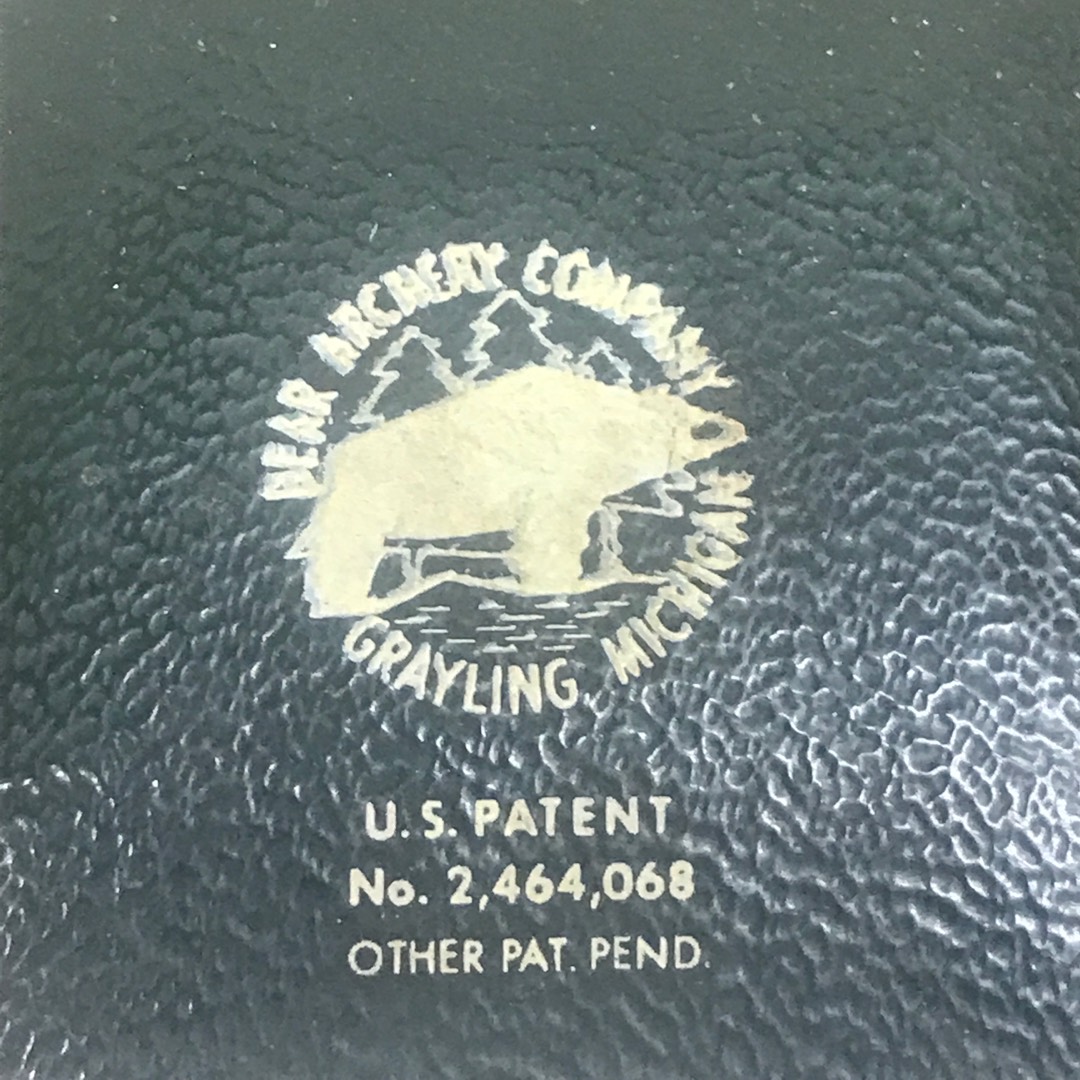 BEAR ARCHERY COMPANY
GRAYLING, MICHIGAN
U.S. PATENT
No. 2,464,068
OTHER PAT. PEND.